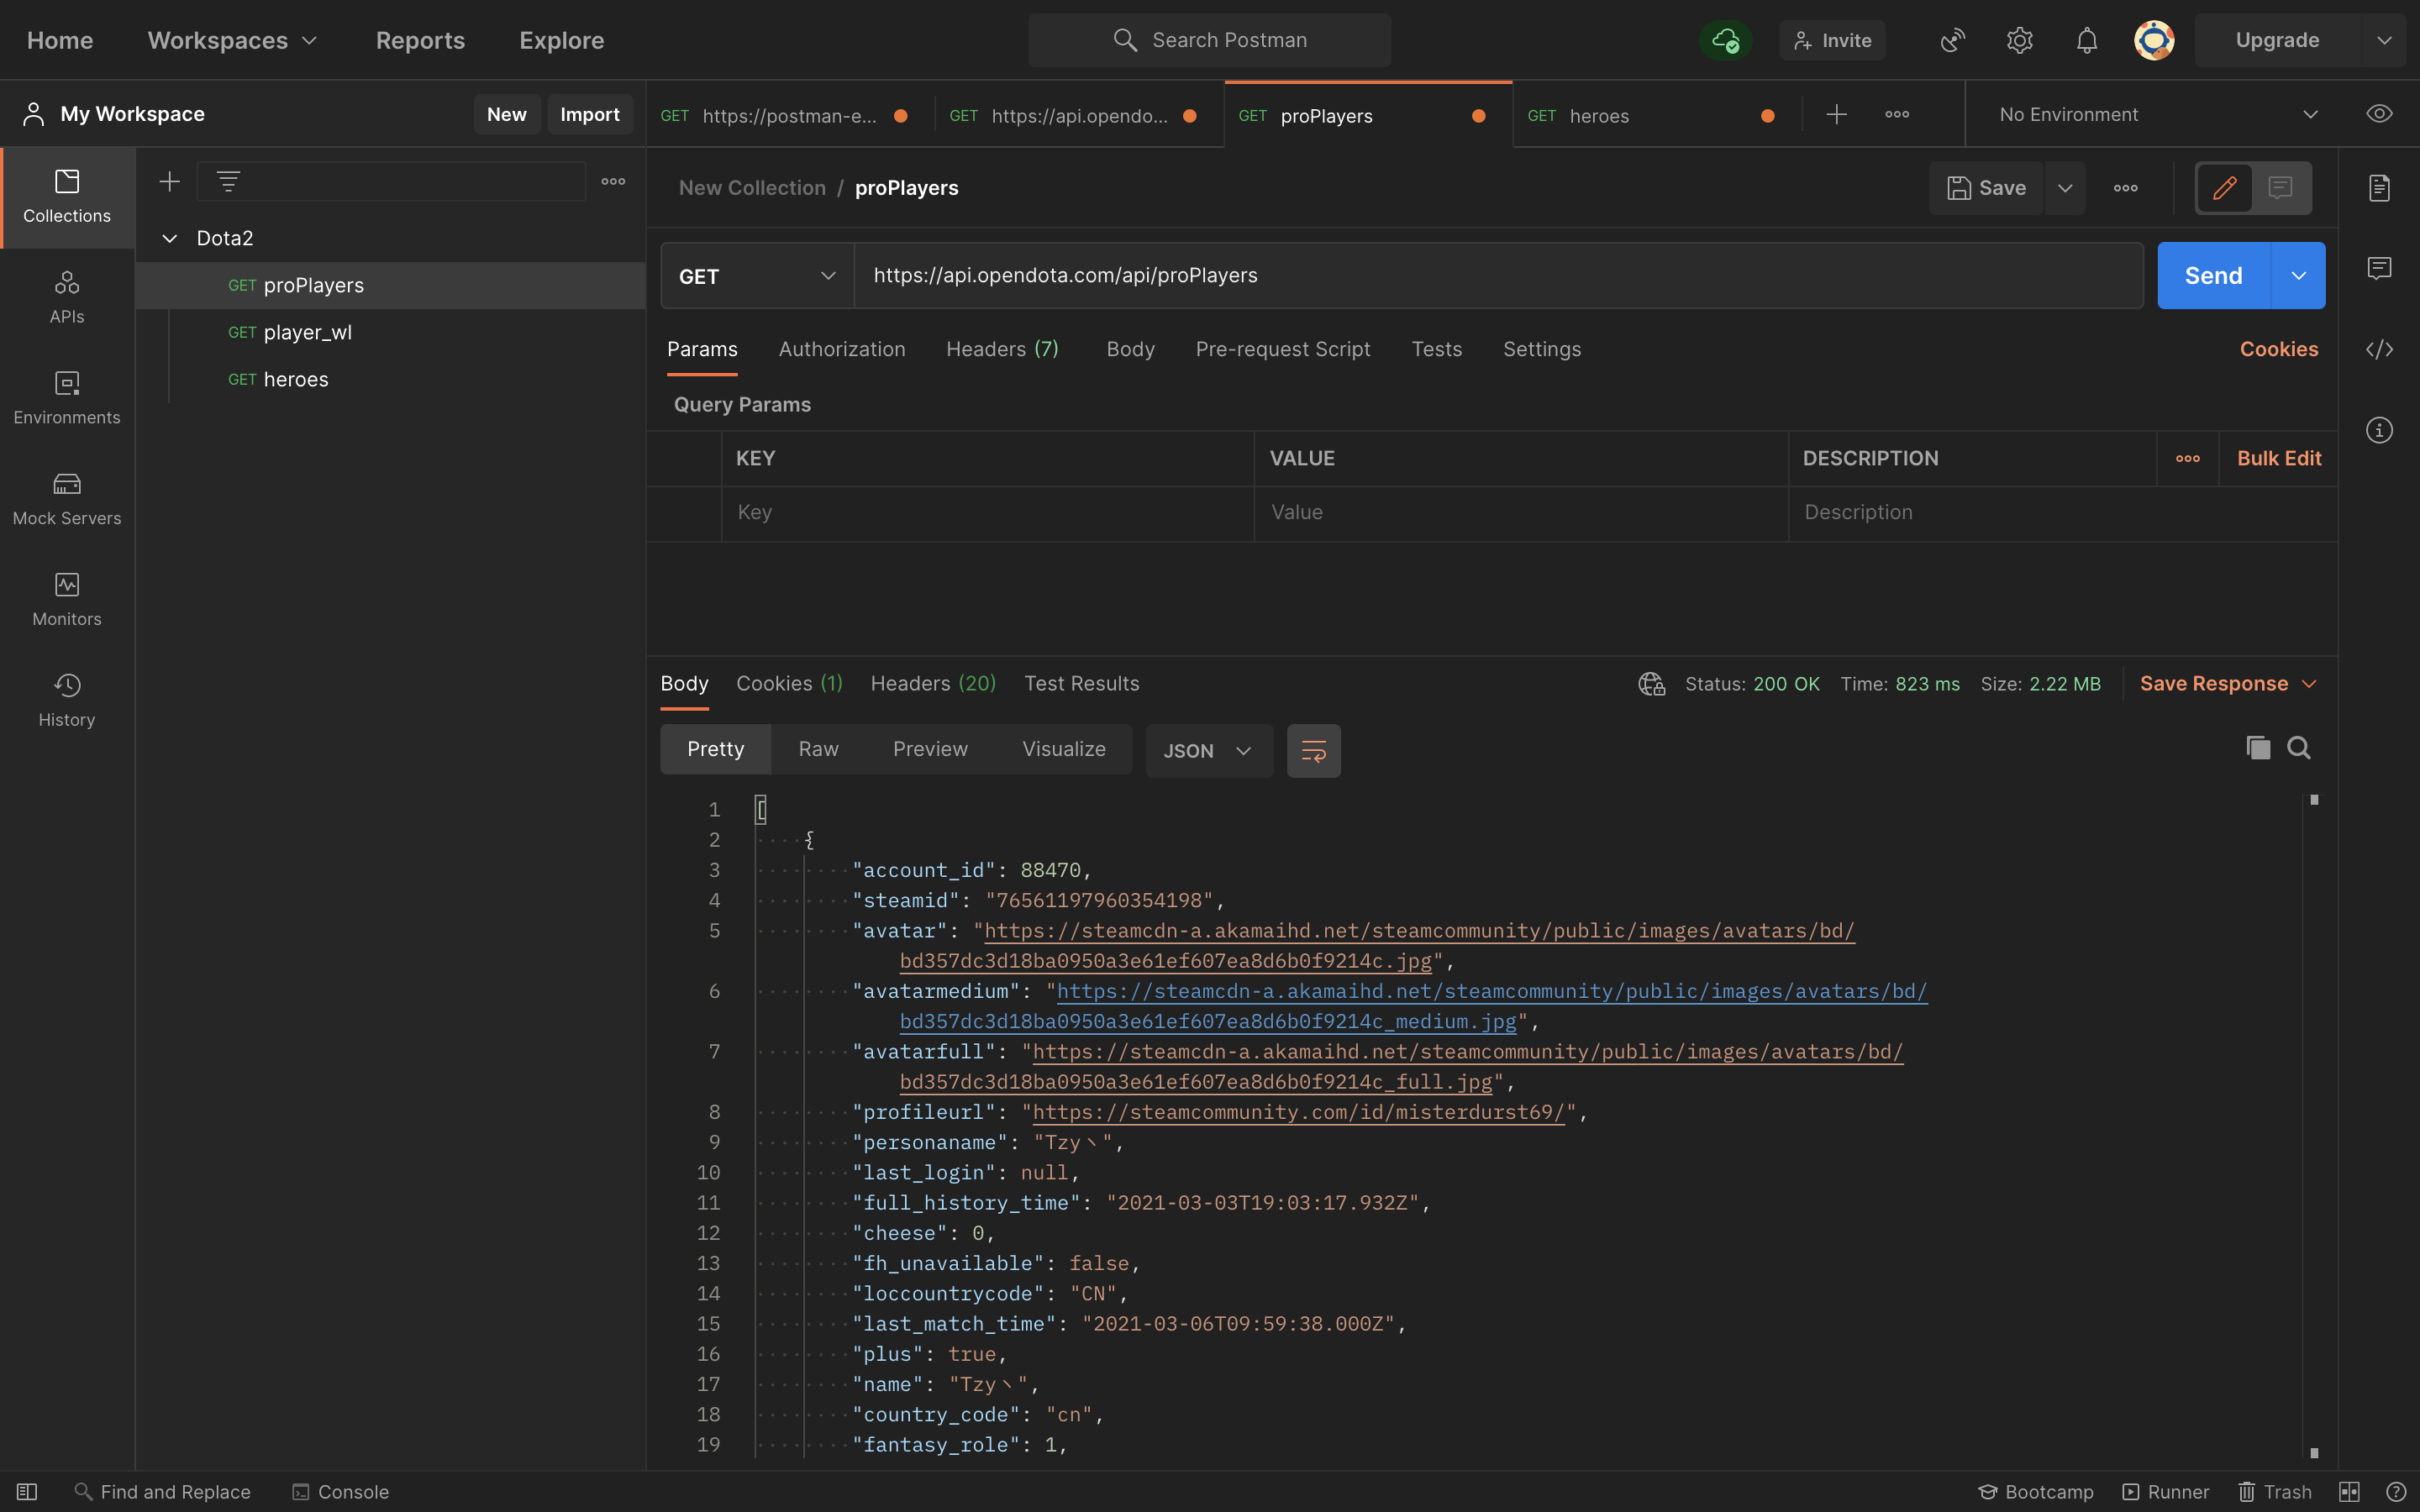 Home Workspaces Reports Explore Search Postman Invite Upgrade
My Workspace New Import
GET https://postman-e... GET https://api.opendo... GET proPlayers GET heroes No Environment
Collections
APIs
Environments
Mock Servers
Monitors
History
Dota2
GET proPlayers
GET player_wl
GET heroes
New Collection / proPlayers Save
GET https://api.opendota.com/api/proPlayers Send
Params Authorization Headers (7) Body Pre-request Script Tests Settings Cookies
Query Params
KEY VALUE DESCRIPTION Bulk Edit
Key Value Description
Body Cookies (1) Headers (20) Test Results Status: 200 OK Time: 823 ms Size: 2.22 MB Save Response
Pretty Raw Preview Visualize JSON
1 [
2 {
3 "account_id": 88470,
4 "steamid": "76561197960354198",
5 "avatar": "https://steamcdn-a.akamaihd.net/steamcommunity/public/images/avatars/bd/
bd357dc3d18ba0950a3e61ef607ea8d6b0f9214c.jpg",
6 "avatarmedium": "https://steamcdn-a.akamaihd.net/steamcommunity/public/images/avatars/bd/
bd357dc3d18ba0950a3e61ef607ea8d6b0f9214c_medium.jpg",
7 "avatarfull": "https://steamcdn-a.akamaihd.net/steamcommunity/public/images/avatars/bd/
bd357dc3d18ba0950a3e61ef607ea8d6b0f9214c_full.jpg",
8 "profileurl": "https://steamcommunity.com/id/misterdurst69/",
9 "personaname": "Tzy丶",
10 "last_login": null,
11 "full_history_time": "2021-03-03T19:03:17.932Z",
12 "cheese": 0,
13 "fh_unavailable": false,
14 "loccountrycode": "CN",
15 "last_match_time": "2021-03-06T09:59:38.000Z",
16 "plus": true,
17 "name": "Tzy丶",
18 "country_code": "cn",
19 "fantasy_role": 1,
Find and Replace Console Bootcamp Runner Trash